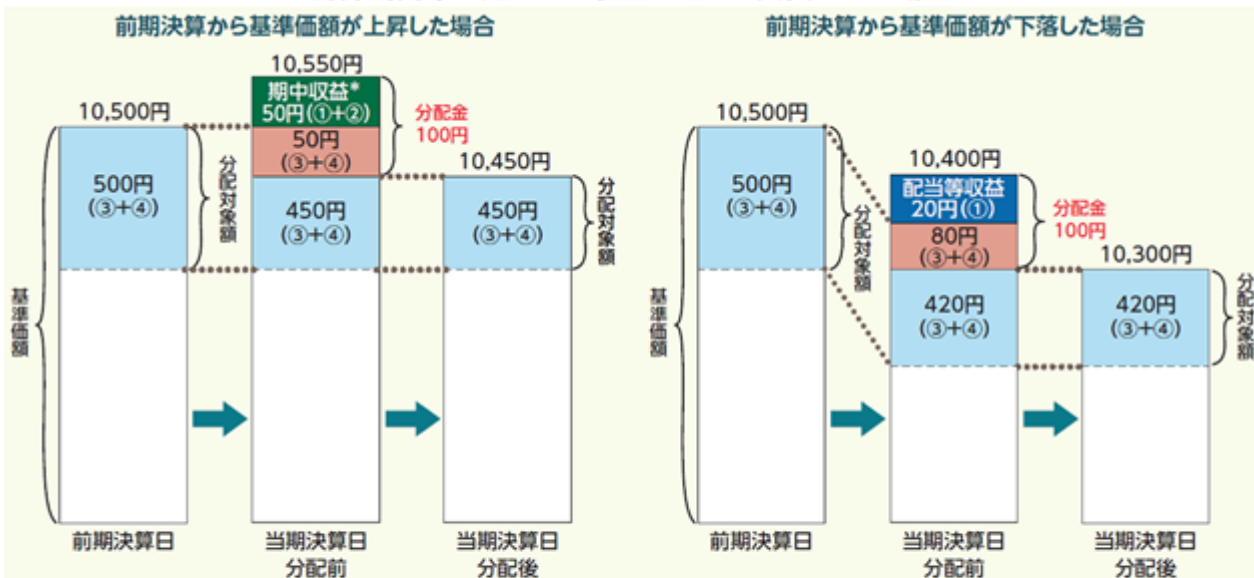 前期決算から基準価額が上昇した場合
10,550円
期中収益*
50円(①+②)
分配金
100円
10,500円
50円
(③+④)
10,450円
500円
(③+④)
分配対象額
450円
(③+④)
450円
(③+④)
分配対象額
基準価額
前期決算日
当期決算日
分配前
当期決算日
分配後
前期決算から基準価額が下落した場合
10,500円
10,400円
配当等収益
20円(①)
分配金
100円
500円
(③+④)
分配対象額
80円
(③+④)
10,300円
420円
(③+④)
420円
(③+④)
分配対象額
基準価額
前期決算日
当期決算日
分配前
当期決算日
分配後